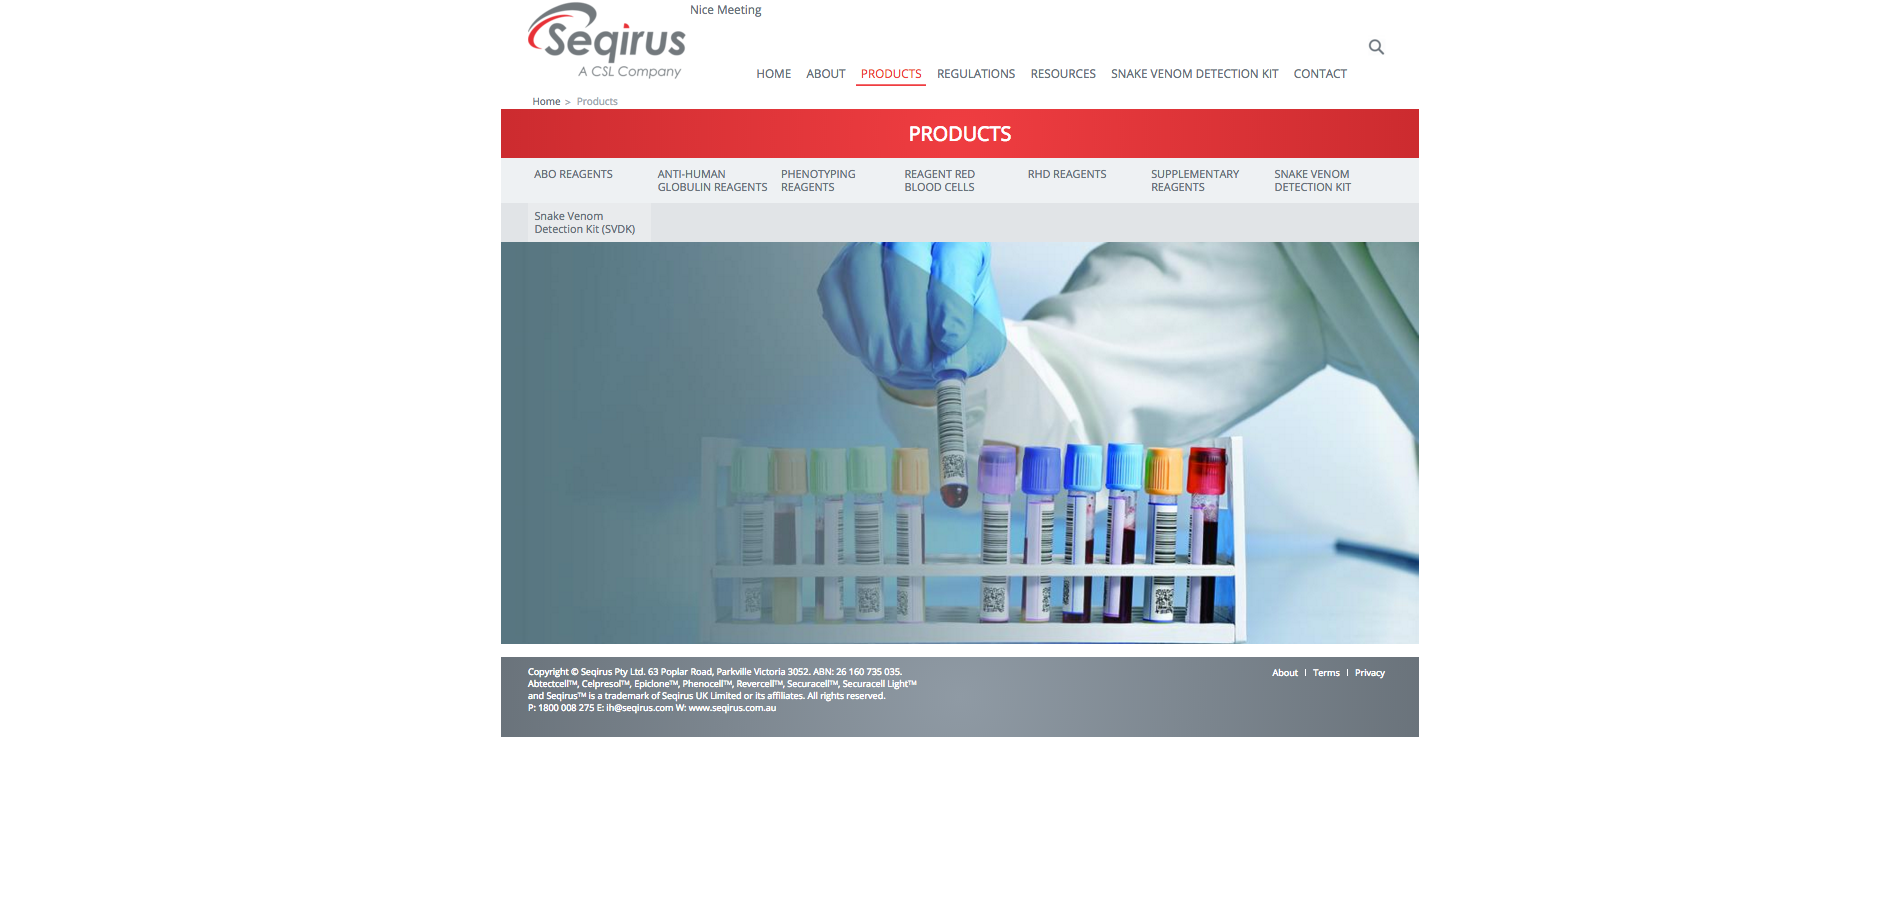 Seqirus
A CSL Company
Nice Meeting
HOME ABOUT PRODUCTS REGULATIONS RESOURCES SNAKE VENOM DETECTION KIT CONTACT
Home > Products
PRODUCTS
ABO REAGENTS
ANTI-HUMAN
GLOBULIN REAGENTS
PHENOTYPING
REAGENTS
REAGENT RED
BLOOD CELLS
RHD REAGENTS
SUPPLEMENTARY
REAGENTS
SNAKE VENOM
DETECTION KIT
Snake Venom
Detection Kit (SVDK)
Copyright © Seqirus Pty Ltd. 63 Poplar Road, Parkville Victoria 3052. ABN: 26 160 735 035.
Abtectcell™, Celpresol™, Epiclone™, Phenocell™, Revercell™, Securacell™, Securacell Light™
and Seqirus™ is a trademark of Seqirus UK Limited or its affiliates. All rights reserved.
P: 1800 008 275 E: ih@seqirus.com W: www.seqirus.com.au
About | Terms | Privacy